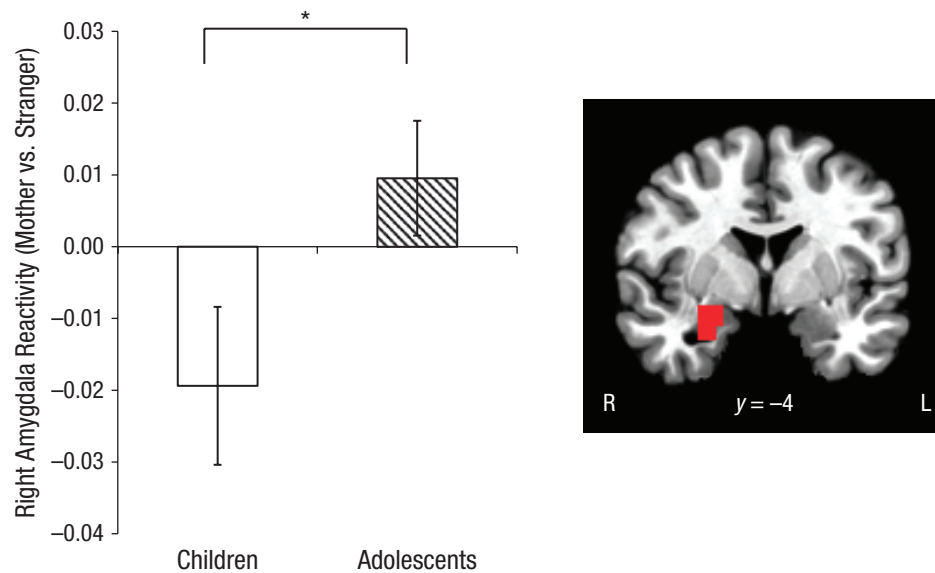 *
Right Amygdala Reactivity (Mother vs. Stranger)
0.03
0.02
0.01
0.00
–0.01
–0.02
–0.03
–0.04
Children
Adolescents
R
y = –4
L